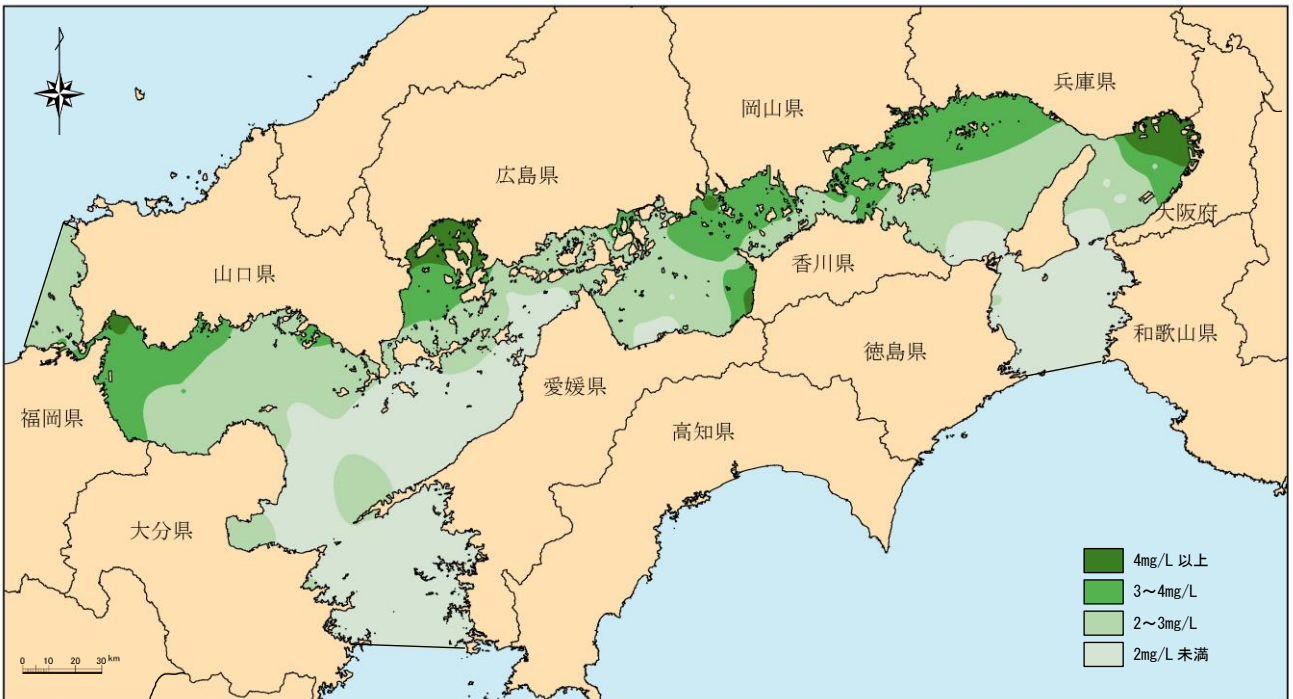 兵庫県
岡山県
広島県
大阪府
山口県
香川県
和歌山県
徳島県
愛媛県
福岡県
高知県
大分県
4mg/L 以上
3～4mg/L
2～3mg/L
2mg/L 未満
0 10 20 30 km